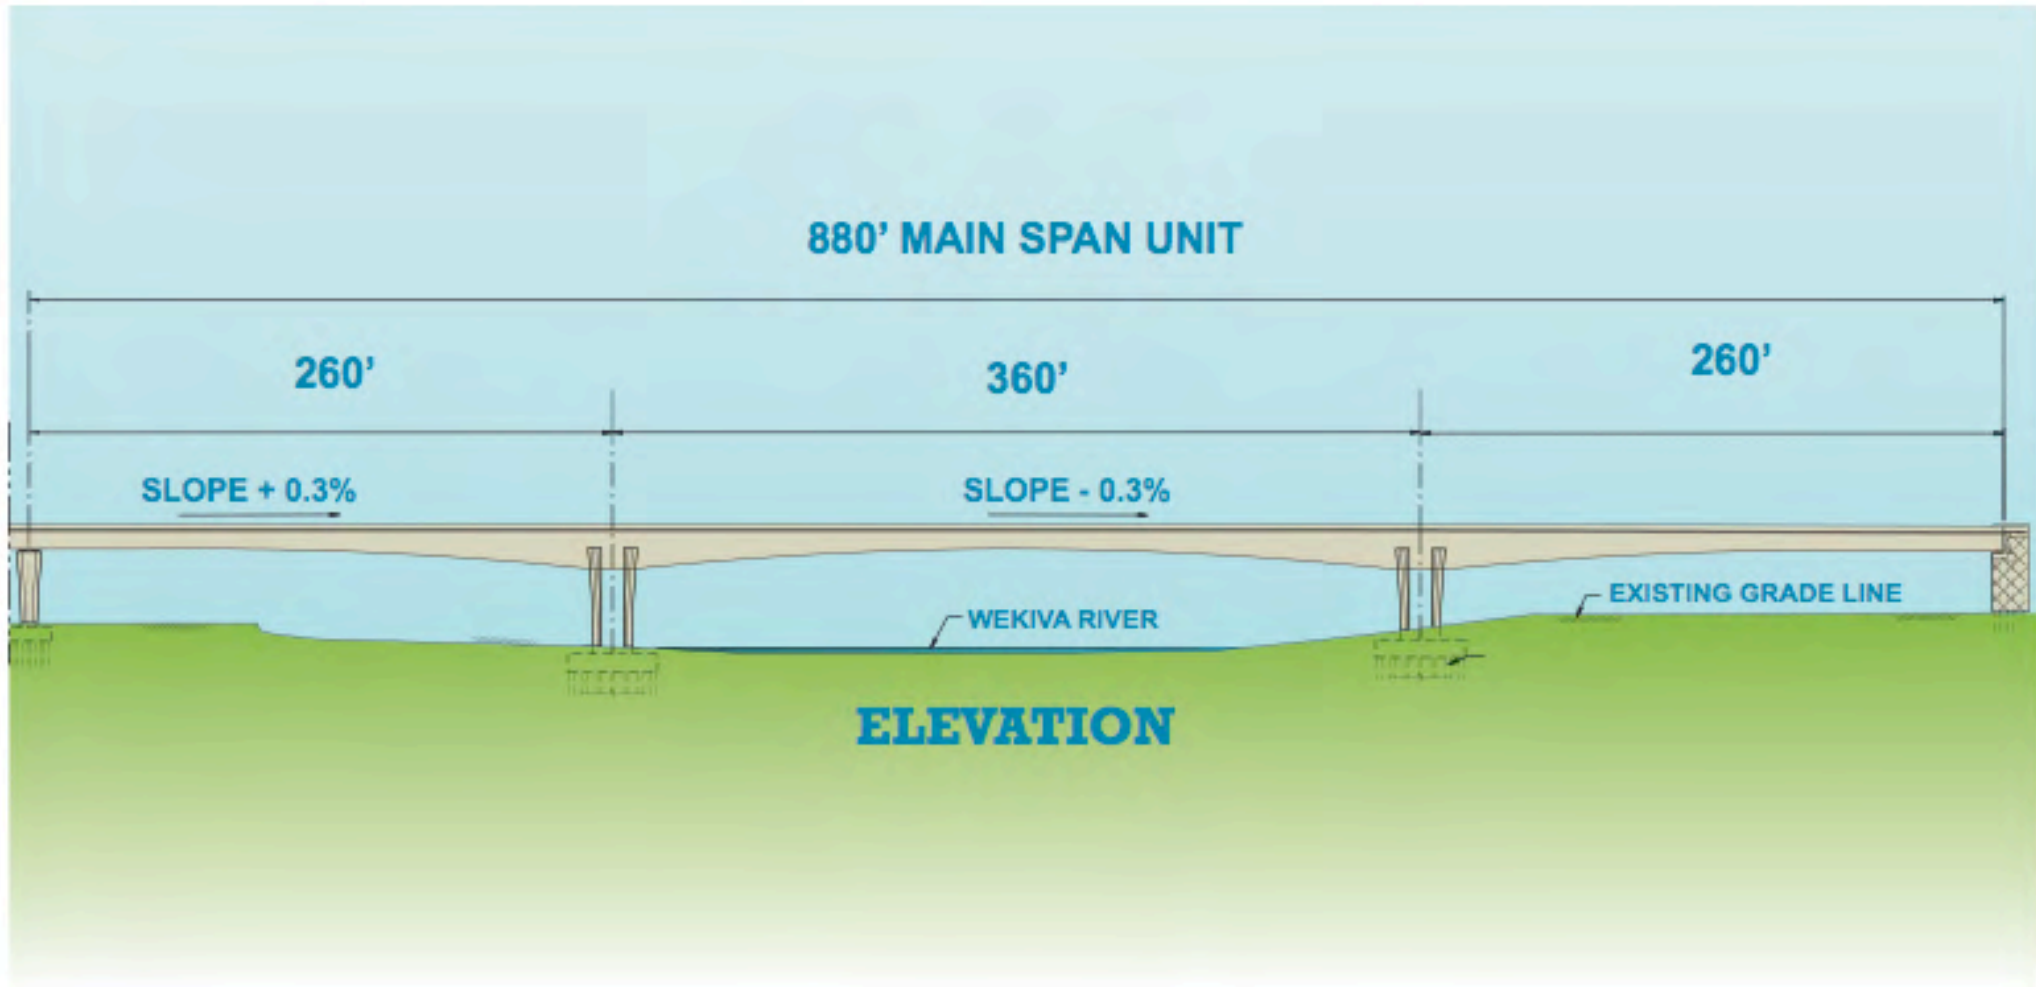 880’ MAIN SPAN UNIT
260’
360’
260’
SLOPE + 0.3%
SLOPE - 0.3%
EXISTING GRADE LINE
WEKIVA RIVER
ELEVATION